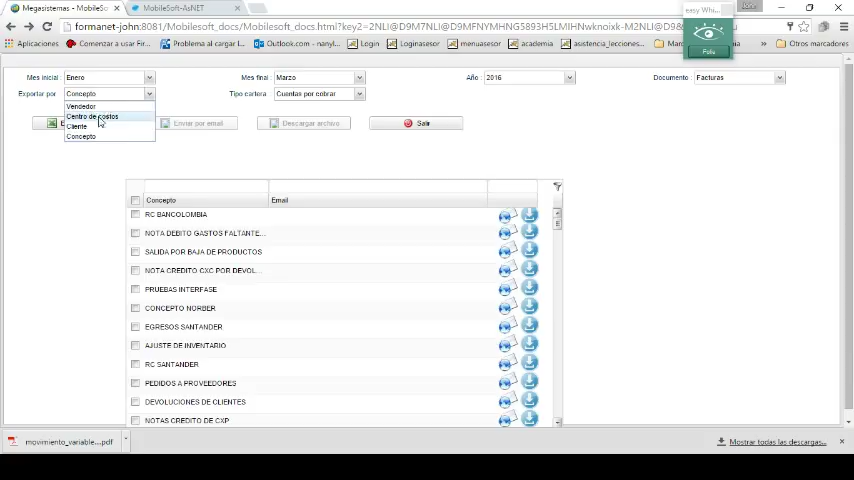 Megasistemas - MobileSo
MobileSoft-AsNET
easy Whi...
John
formanet-john:8081/Mobilesoft_docs/Mobilesoft_docs.html?key2=2NLI@D9M7NLI@D9MFNYMHNG5893H5LMIHNwknoixk-M2NLI@D9
Aplicaciones
Comenzar a usar Fir...
Problema al cargar i...
Outlook.com - nanyl...
Login
Loginasesor
menuasesor
academia
asistencia_lecciones...
Marc
Otros marcadores
Felis
Mes inicial : Enero
Mes final : Marzo
Año : 2016
Documento : Facturas
Exportar por Concepto
Tipo cartera : Cuentas por cobrar
Vendedor
Centro de costos
Cliente
Concepto
E
Enviar por email
Descargar archivo
Salir
Concepto Email
RC BANCOLOMBIA
NOTA DEBITO GASTOS FALTANTE...
SALIDA POR BAJA DE PRODUCTOS
NOTA CREDITO CXC POR DEVOL...
PRUEBAS INTERFASE
CONCEPTO NORBER
EGRESOS SANTANDER
AJUSTE DE INVENTARIO
RC SANTANDER
PEDIDOS A PROVEEDORES
DEVOLUCIONES DE CLIENTES
NOTAS CREDITO DE CXP
movimiento_variable....pdf
Mostrar todas las descargas...